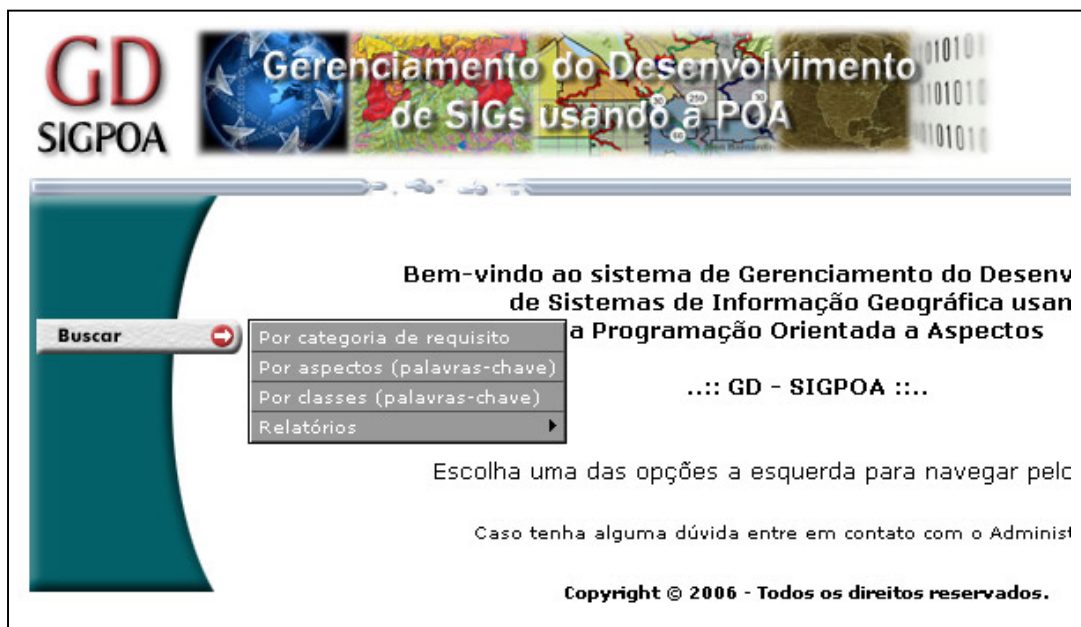 GD
SIGPOA
Gerenciamento do Desenvolvimento
de SIGs usando a POA
Bem-vindo ao sistema de Gerenciamento do Desenv
de Sistemas de Informação Geográfica usan
a Programação Orientada a Aspectos
Buscar
Por categoria de requisito
Por aspectos (palavras-chave)
Por classes (palavras-chave)
Relatórios
..:: GD - SIGPOA ::..
Escolha uma das opções a esquerda para navegar pelo
Caso tenha alguma dúvida entre em contato com o Administ
Copyright © 2006 - Todos os direitos reservados.